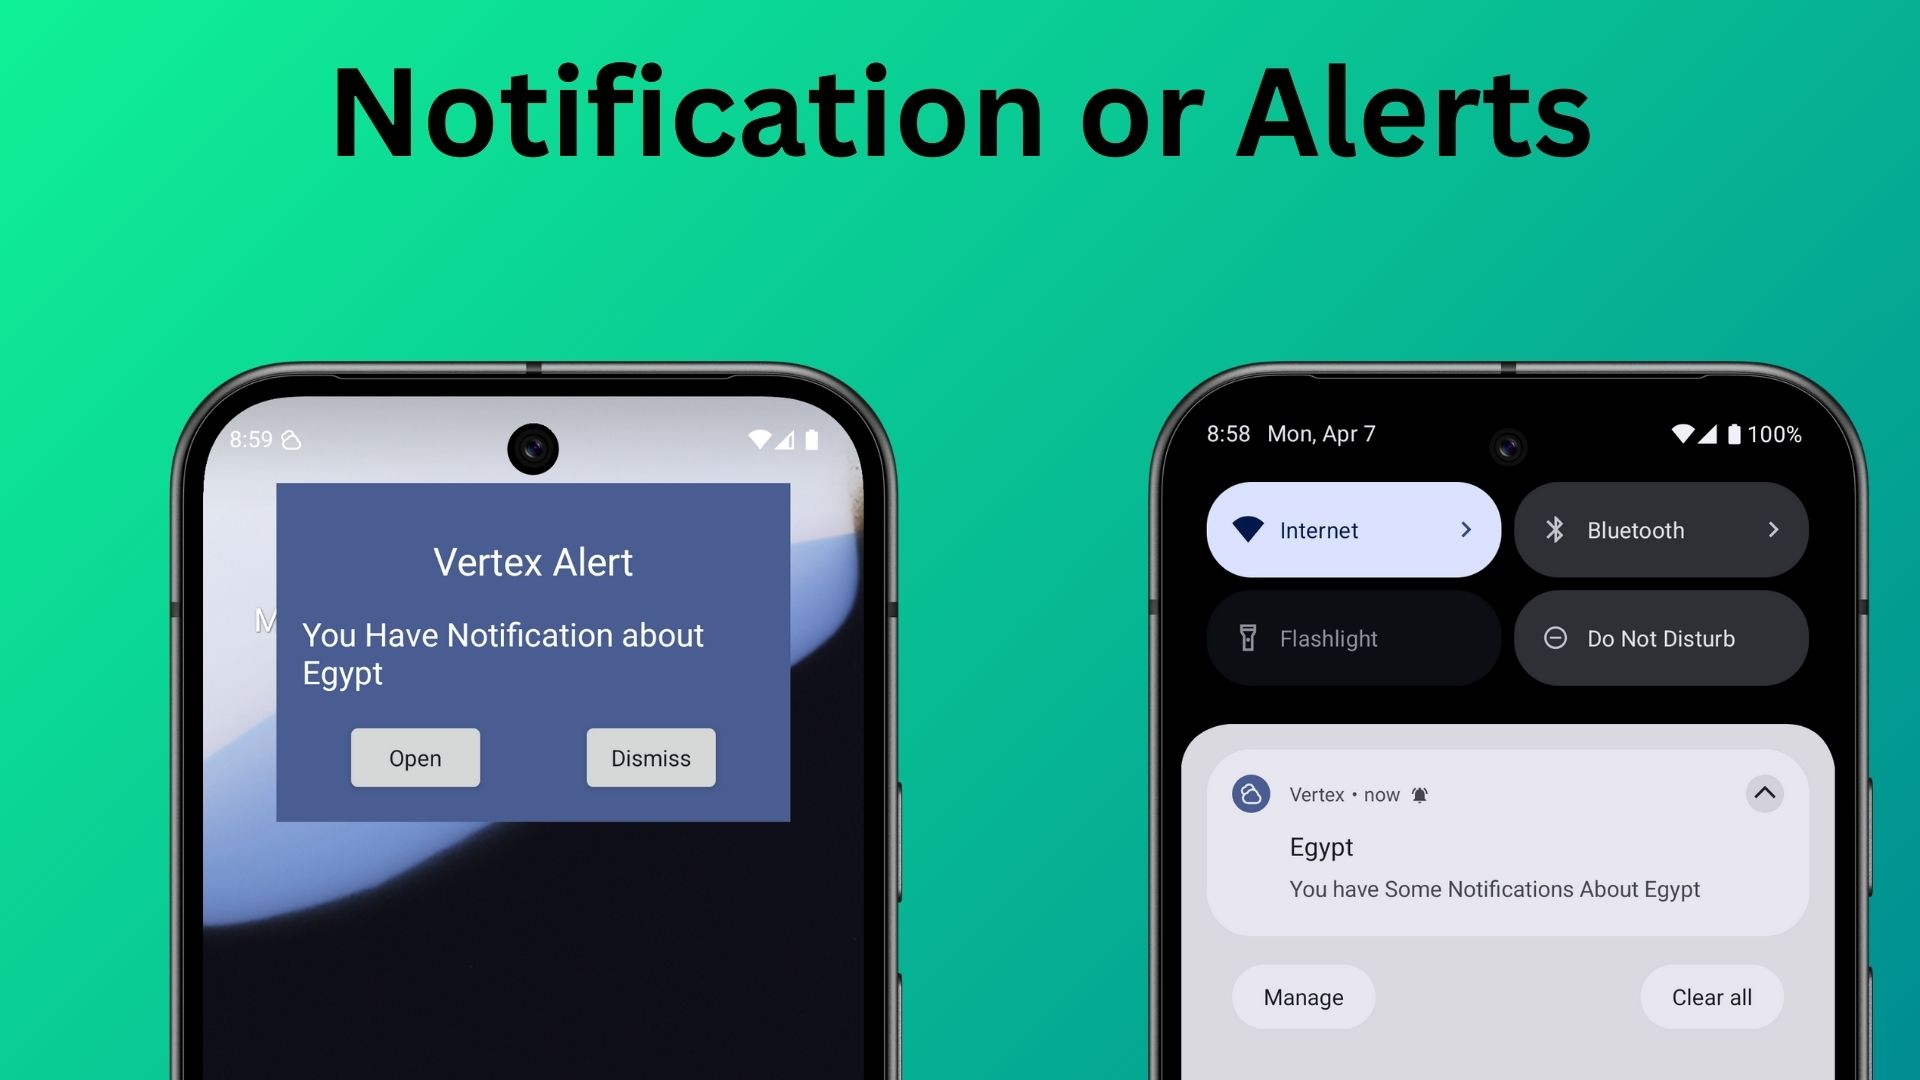 Notification or Alerts
8:59
M
Vertex Alert
You Have Notification about
Egypt
Open
Dismiss
8:58 Mon, Apr 7
100%
Internet
Bluetooth
Flashlight
Do Not Disturb
Vertex • now
Egypt
You have Some Notifications About Egypt
Manage
Clear all